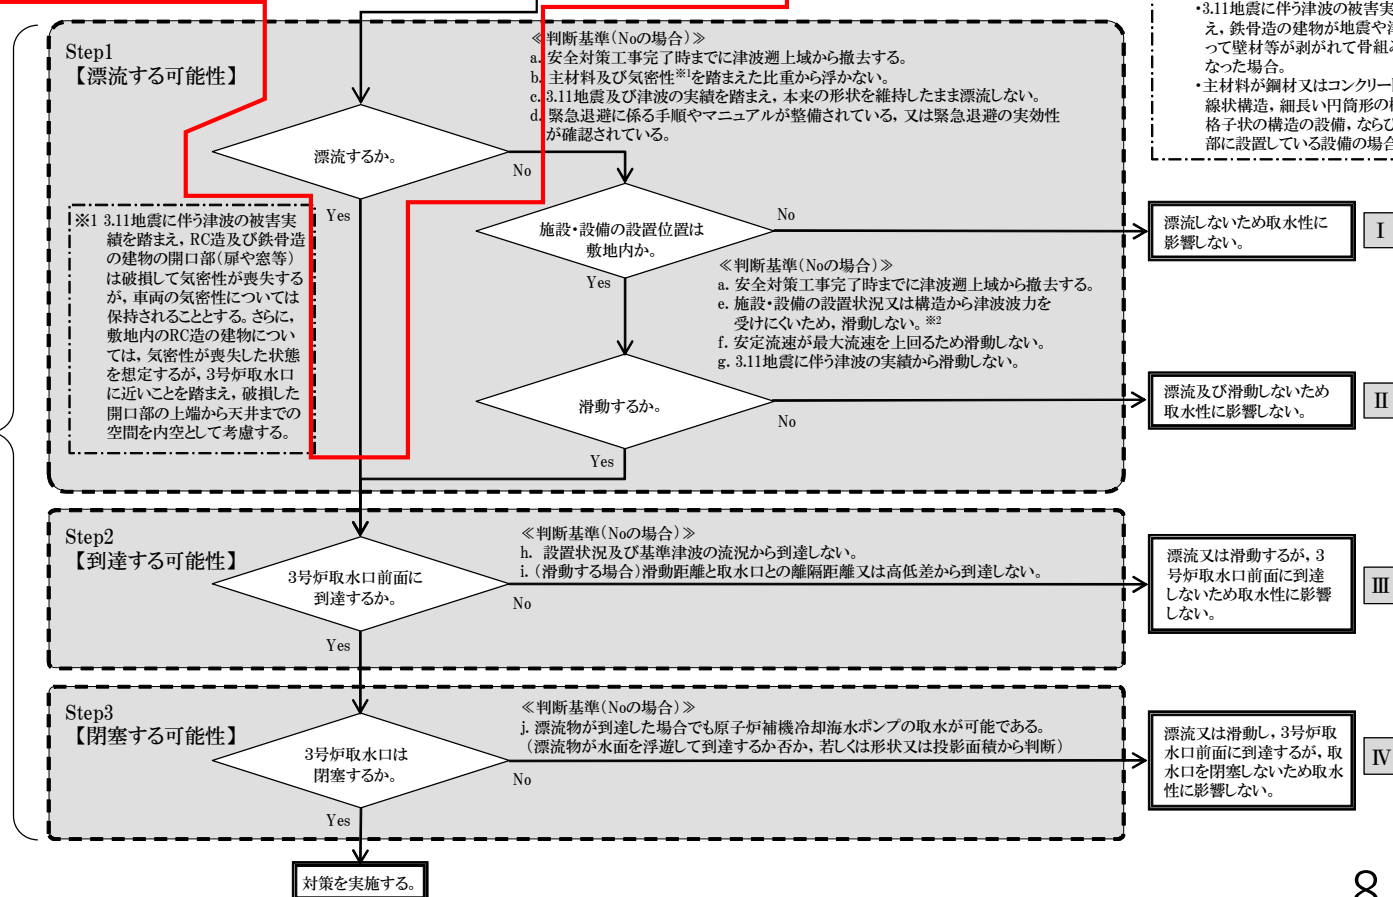 ・3.11地震に伴う津波の被害実
え，鉄骨造の建物が地震や
って壁材等が剥がれて骨組
なった場合。
・主材料が鋼材又はコンクリー
線状構造，細長い円筒形の
格子状の構造の設備，ならび
部に設置している設備の場合
Step1
【漂流する可能性】
≪判断基準（Noの場合）≫
a. 安全対策工事完了時までに津波遡上域から撤去する。
b. 主材料及び気密性※1を踏まえた比重から浮かない。
c. 3.11地震及び津波の実績を踏まえ，本来の形状を維持したまま漂流しない。
d. 緊急退避に係る手順やマニュアルが整備されている，又は緊急退避の実効性
が確認されている。
漂流するか。
No
Yes
※1 3.11地震に伴う津波の被害実
績を踏まえ，RC造及び鉄骨造
の建物の開口部（扉や窓等）
は破損して気密性が喪失する
が，車両の気密性については
保持されることとする。さらに，
敷地内のRC造の建物につい
ては，気密性が喪失した状態
を想定するが，3号炉取水口
に近いことを踏まえ，破損した
開口部の上端から天井までの
空間を内空として考慮する。
施設・設備の設置位置は
敷地内か。
No
Yes
漂流しないため取水性に
影響しない。
Ⅰ
≪判断基準（Noの場合）≫
a. 安全対策工事完了時までに津波遡上域から撤去する。
e. 施設・設備の設置状況又は構造から津波波力を
受けにくいため，滑動しない。※2
f. 安定流速が最大流速を上回るため滑動しない。
g. 3.11地震に伴う津波の実績から滑動しない。
滑動するか。
No
Yes
漂流及び滑動しないため
取水性に影響しない。
Ⅱ
Step2
【到達する可能性】
≪判断基準（Noの場合）≫
h. 設置状況及び基準津波の流況から到達しない。
i. （滑動する場合）滑動距離と取水口との離隔距離又は高低差から到達しない。
3号炉取水口前面に
到達するか。
No
Yes
漂流又は滑動するが，3
号炉取水口前面に到達
しないため取水性に影響
しない。
Ⅲ
Step3
【閉塞する可能性】
≪判断基準（Noの場合）≫
j. 漂流物が到達した場合でも原子炉補機冷却海水ポンプの取水が可能である。
（漂流物が水面を浮遊して到達するか否か，若しくは形状又は投影面積から判断）
3号炉取水口は
閉塞するか。
No
Yes
漂流又は滑動し，3号炉取
水口前面に到達するが，取
水口を閉塞しないため取水
性に影響しない。
Ⅳ
対策を実施する。
8